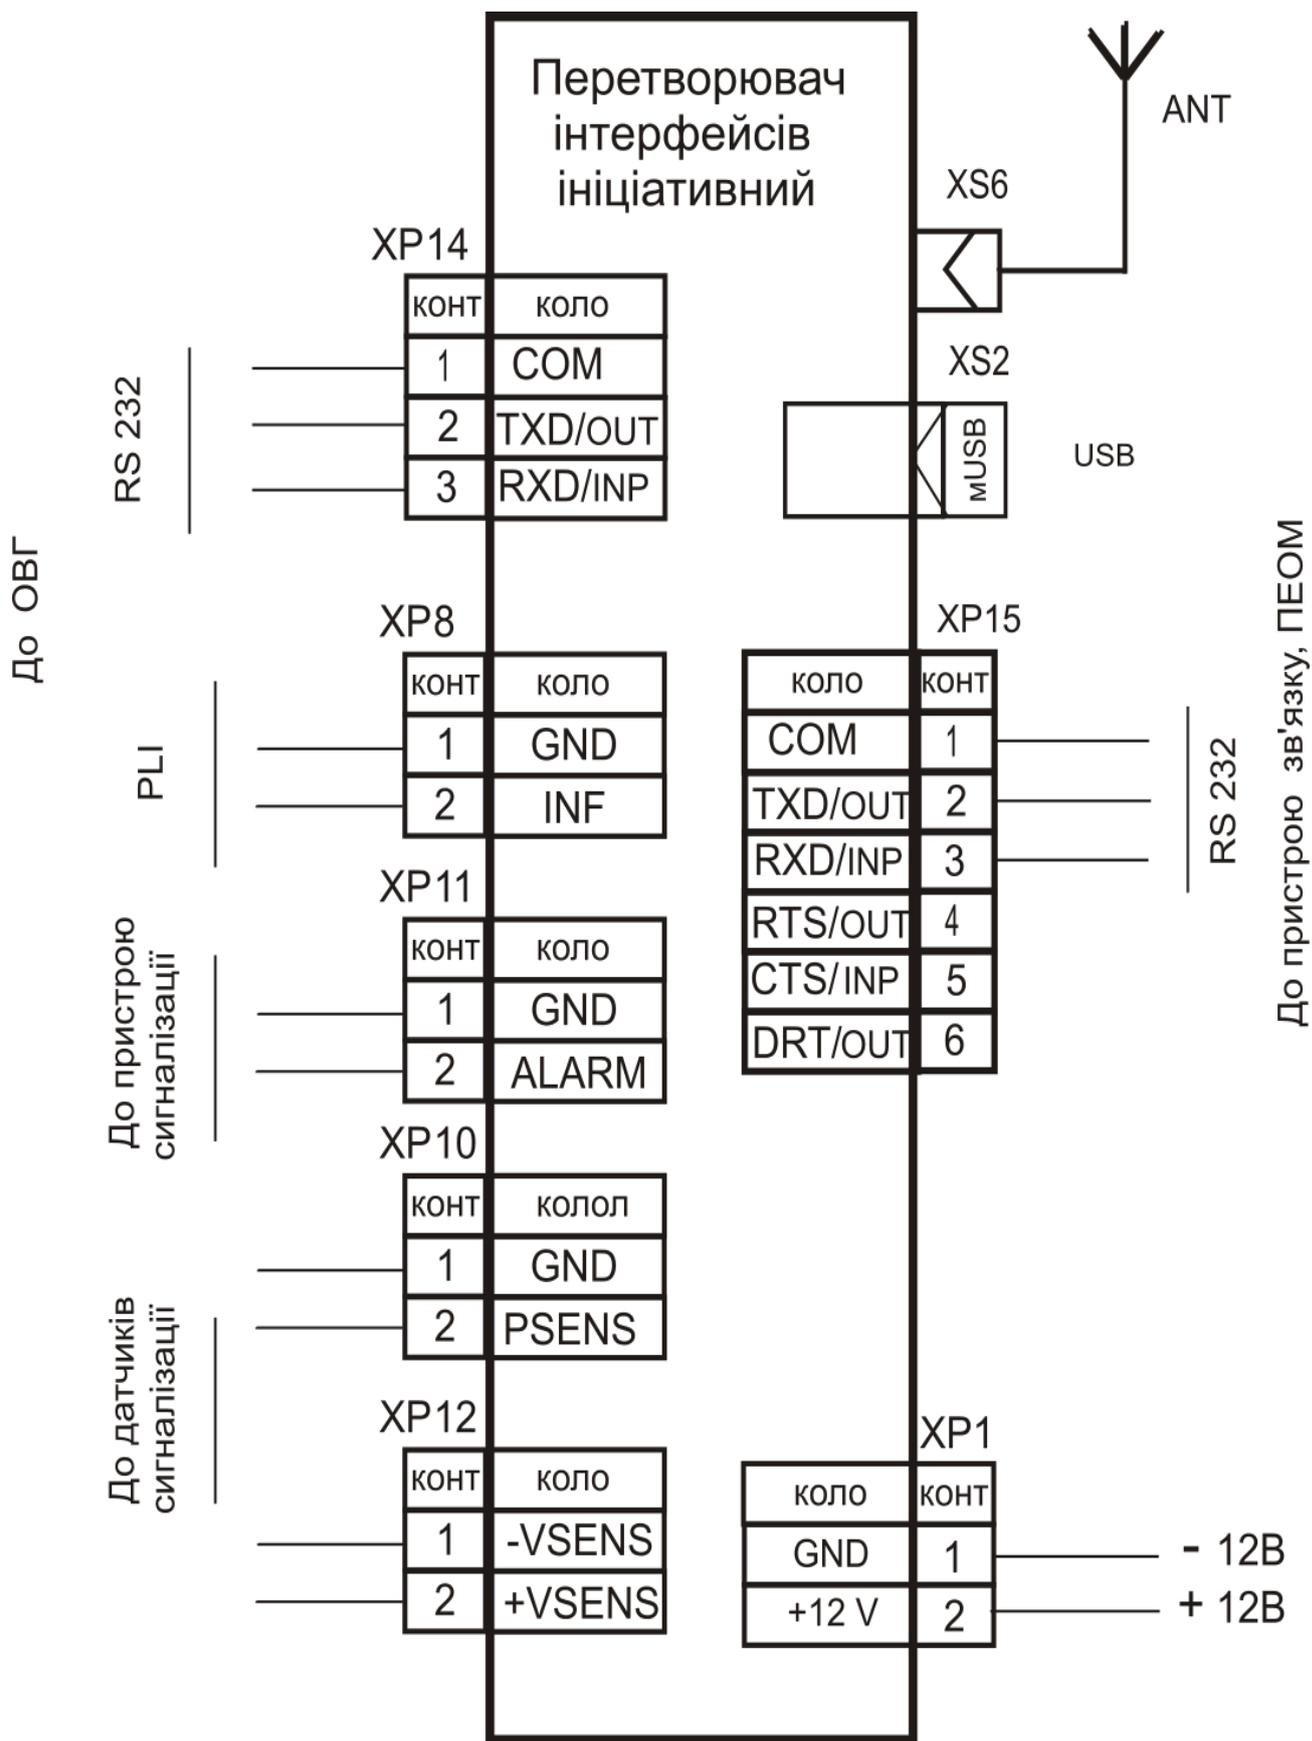 Перетворювач
інтерфейсів
ініціативний
ANT
XS6
XP14
конт коло
1 COM
2 TXD/OUT
3 RXD/INP
RS 232
XS2
мUSB
USB
До ОВГ
XP8
конт коло
1 GND
2 INF
PLI
XP15
коло конт
COM 1
TXD/OUT 2
RXD/INP 3
RTS/OUT 4
CTS/INP 5
DRT/OUT 6
RS 232
До пристрою зв'язку, ПЕОМ
XP11
конт коло
1 GND
2 ALARM
До пристрою
сигналізації
XP10
конт колол
1 GND
2 PSENS
До датчиків
сигналізації
XP12
конт коло
1 -VSENS
2 +VSENS
XP1
коло конт
GND 1 - 12В
+12 V 2 + 12В